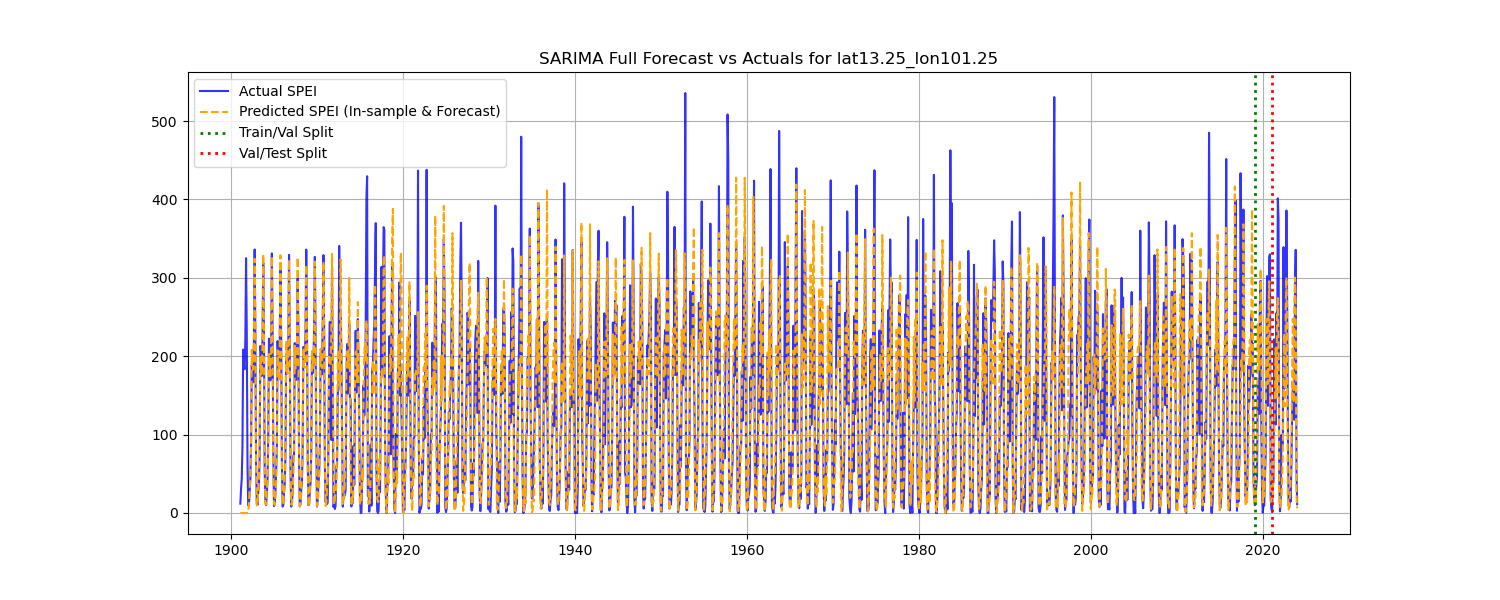 SARIMA Full Forecast vs Actuals for lat13.25_lon101.25
Actual SPEI
Predicted SPEI (In-sample & Forecast)
Train/Val Split
Val/Test Split
500
400
300
200
100
0
1900 1920 1940 1960 1980 2000 2020